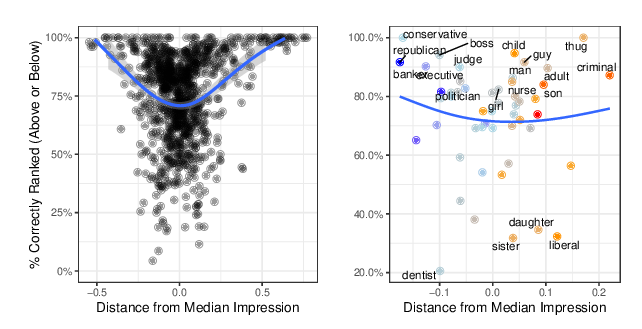 % Correctly Ranked (Above or Below)
100%
75%
50%
25%
0%
−0.5
0.0
0.5
Distance from Median Impression
100.0%
80.0%
60.0%
40.0%
20.0%
conservative
boss
child
thug
republican
guy
judge
banker
executive
man
adult
criminal
politician
nurse
son
girl
daughter
sister
liberal
dentist
−0.1
0.0
0.1
0.2
Distance from Median Impression